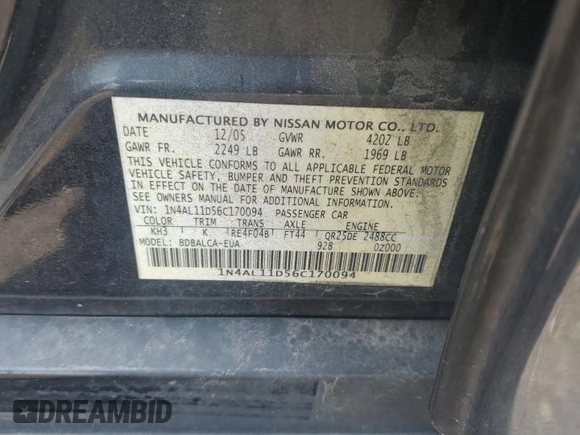 MANUFACTURED BY NISSAN MOTOR CO., LTD.
DATE 12/05 GVWR 4202 LB
GAWR FR. 2249 LB GAWR RR. 1969 LB
THIS VEHICLE CONFORMS TO ALL APPLICABLE FEDERAL MOTOR
VEHICLE SAFETY, BUMPER, AND THEFT PREVENTION STANDARDS
IN EFFECT ON THE DATE OF MANUFACTURE SHOWN ABOVE.
SEE OWNERS MANUAL FOR ADDITIONAL INFORMATION.
VIN: 1N4AL11D56C170094 PASSENGER CAR
COLOR TRIM TRANS AXLE ENGINE
KH3 K RE4F04B FT44 QR25DE 2488CC
MODEL: BDBALCA-EUA 928 DZ000
1N4AL11D56C170094
DREAMBID